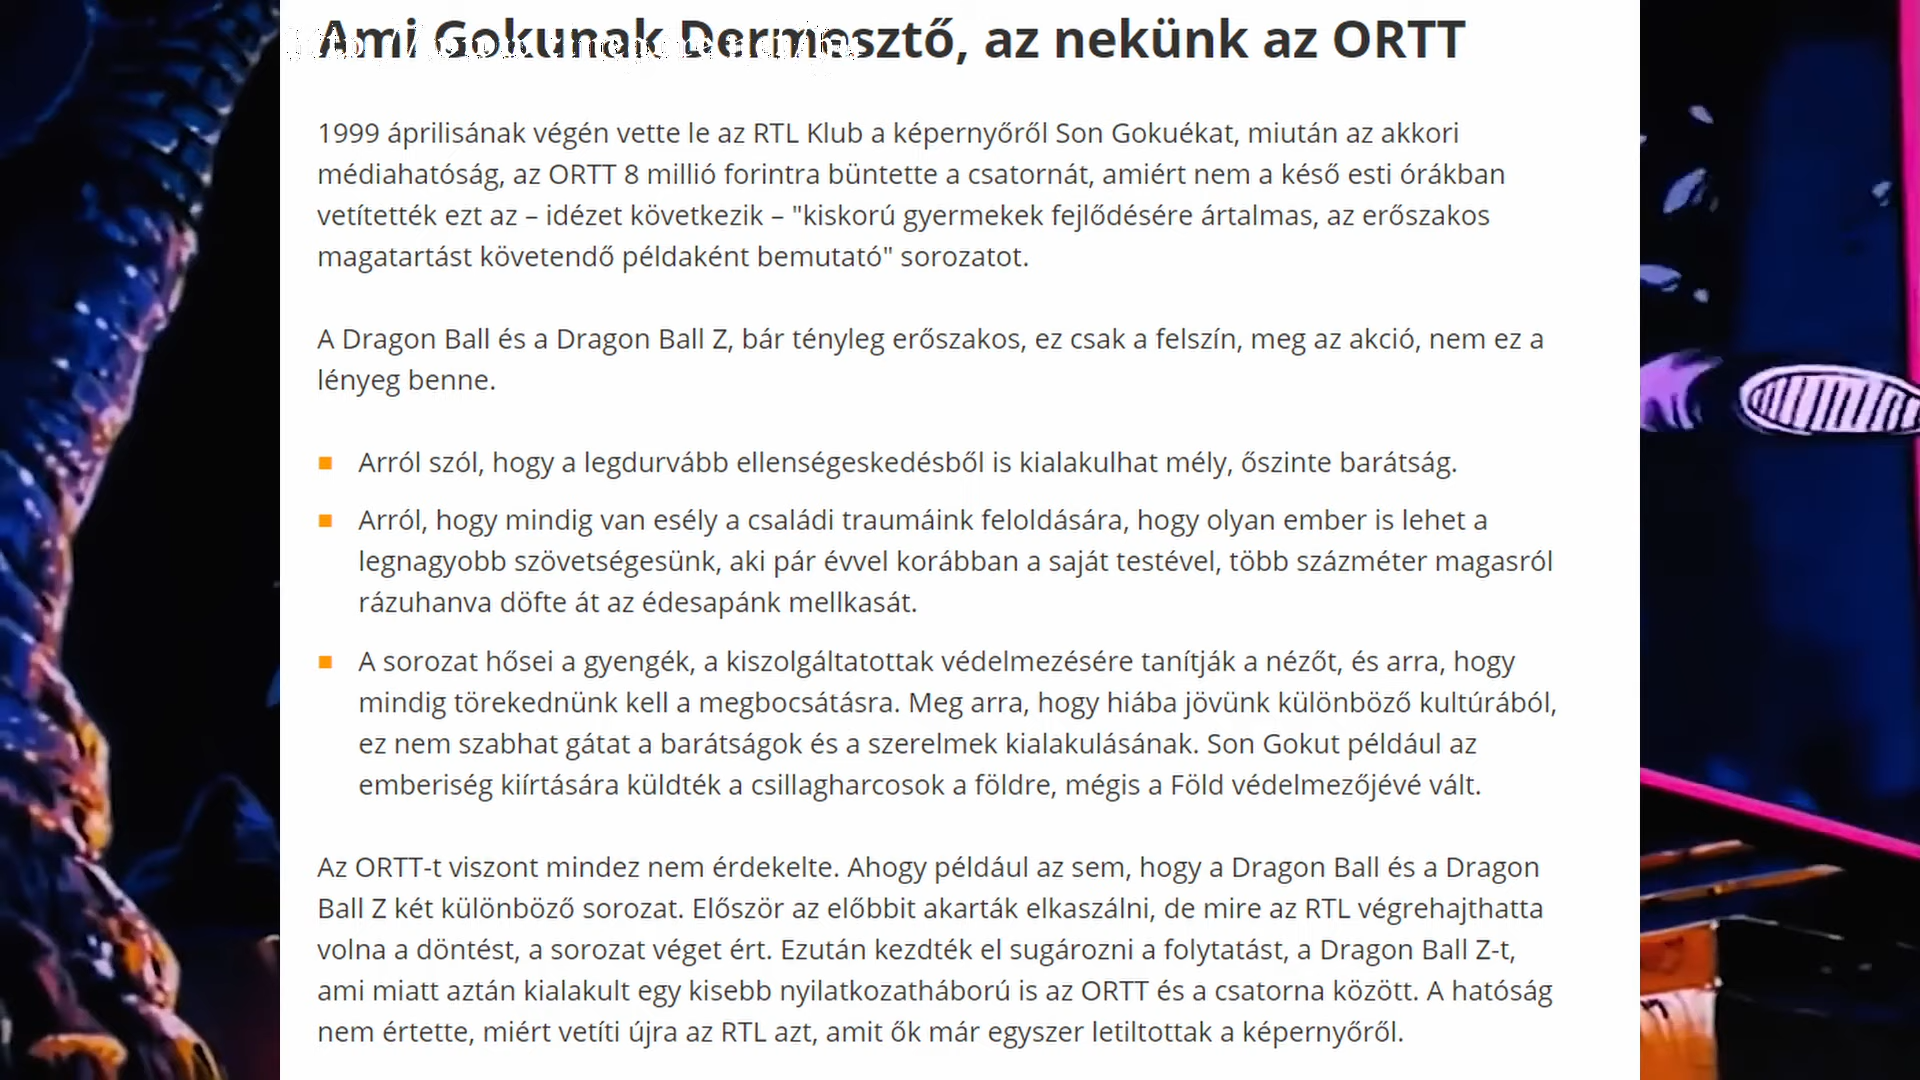 Ami Gokunak Dermesztő, az nekünk az ORTT
1999 áprilisának végén vette le az RTL Klub a képernyőről Son Gokuékat, miután az akkori
médiahatóság, az ORTT 8 millió forintra büntette a csatornát, amiért nem a késő esti órákban
vetítették ezt az – idézet következik – "kiskorú gyermekek fejlődésére ártalmas, az erőszakos
magatartást követendő példaként bemutató" sorozatot.
A Dragon Ball és a Dragon Ball Z, bár tényleg erőszakos, ez csak a felszín, meg az akció, nem ez a
lényeg benne.
Arról szól, hogy a legdurvább ellenségeskedésből is kialakulhat mély, őszinte barátság.
Arról, hogy mindig van esély a családi traumáink feloldására, hogy olyan ember is lehet a
legnagyobb szövetségesünk, aki pár évvel korábban a saját testével, több százméter magasról
rázuhanva döfte át az édesapánk mellkasát.
A sorozat hősei a gyengék, a kiszolgáltatottak védelmezésére tanítják a nézőt, és arra, hogy
mindig törekednünk kell a megbocsátásra. Meg arra, hogy hiába jövünk különböző kultúrából,
ez nem szabhat gátat a barátságok és a szerelmek kialakulásának. Son Gokut például az
emberiség kiírtására küldték a csillagharcosok a földre, mégis a Föld védelmezőjévé vált.
Az ORTT-t viszont mindez nem érdekelte. Ahogy például az sem, hogy a Dragon Ball és a Dragon
Ball Z két különböző sorozat. Először az előbbit akarták elkaszálni, de mire az RTL végrehajthatta
volna a döntést, a sorozat véget ért. Ezután kezdték el sugározni a folytatást, a Dragon Ball Z-t,
ami miatt aztán kialakult egy kisebb nyilatkozatháború is az ORTT és a csatorna között. A hatóság
nem értette, miért vetíti újra az RTL azt, amit ők már egyszer letiltottak a képernyőről.